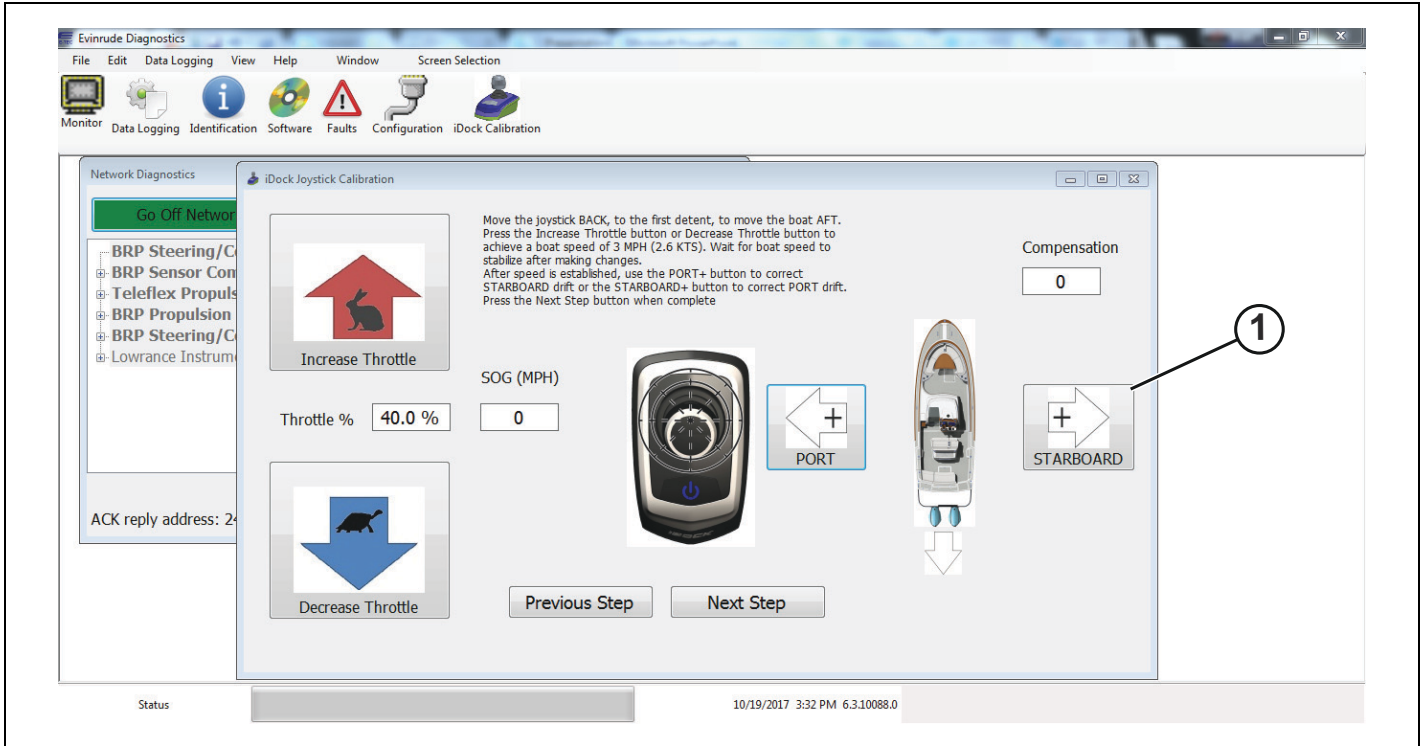 Evinrude Diagnostics
File Edit Data Logging View Help Window Screen Selection
Monitor Data Logging Identification Software Faults Configuration iDock Calibration
Network Diagnostics
Go Off Networ
BRP Steering/C
BRP Sensor Con
Teleflex Propuls
BRP Propulsion
BRP Steering/C
Lowrance Instrum
ACK reply address: 24
iDock Joystick Calibration
Increase Throttle
Throttle % 40.0 %
Decrease Throttle
Move the joystick BACK, to the first detent, to move the boat AFT.
Press the Increase Throttle button or Decrease Throttle button to
achieve a boat speed of 3 MPH (2.6 KTS). Wait for boat speed to
stabilize after making changes.
After speed is established, use the PORT+ button to correct
STARBOARD drift or the STARBOARD+ button to correct PORT drift.
Press the Next Step button when complete
SOG (MPH)
0
+
PORT
Compensation
0
+
STARBOARD
1
Previous Step Next Step
Status 10/19/2017 3:32 PM 6.3.10088.0